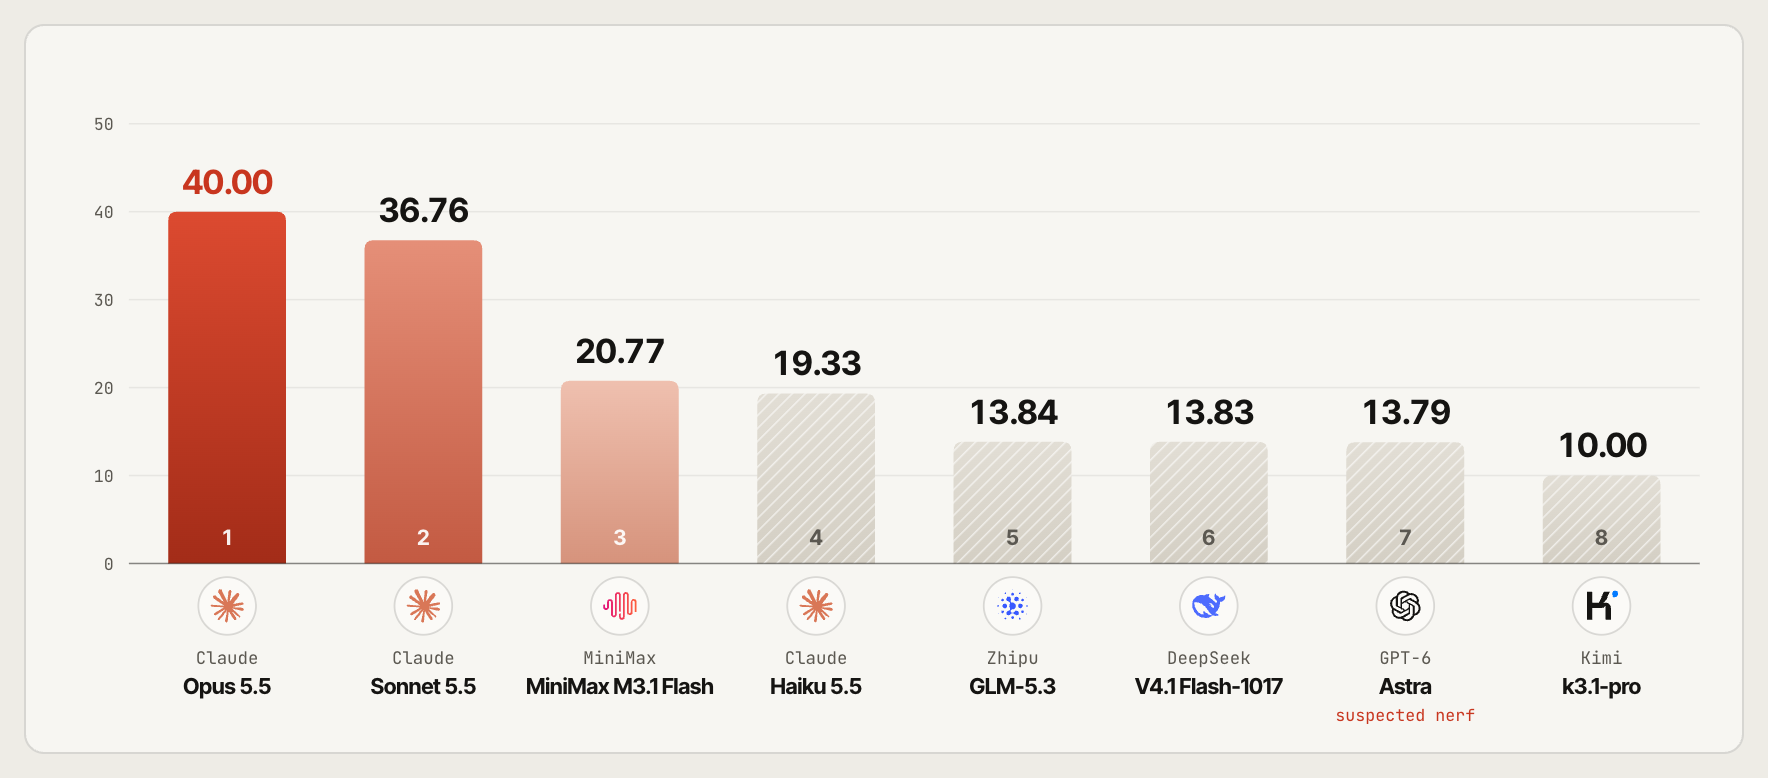 50
40
30
20
10
0
40.00
36.76
20.77
19.33
13.84
13.83
13.79
10.00
1
2
3
4
5
6
7
8
Claude
Opus 5.5
Claude
Sonnet 5.5
MiniMax
MiniMax M3.1 Flash
Claude
Haiku 5.5
Zhipu
GLM-5.3
DeepSeek
V4.1 Flash-1017
GPT-6
Astra
suspected nerf
Kimi
k3.1-pro